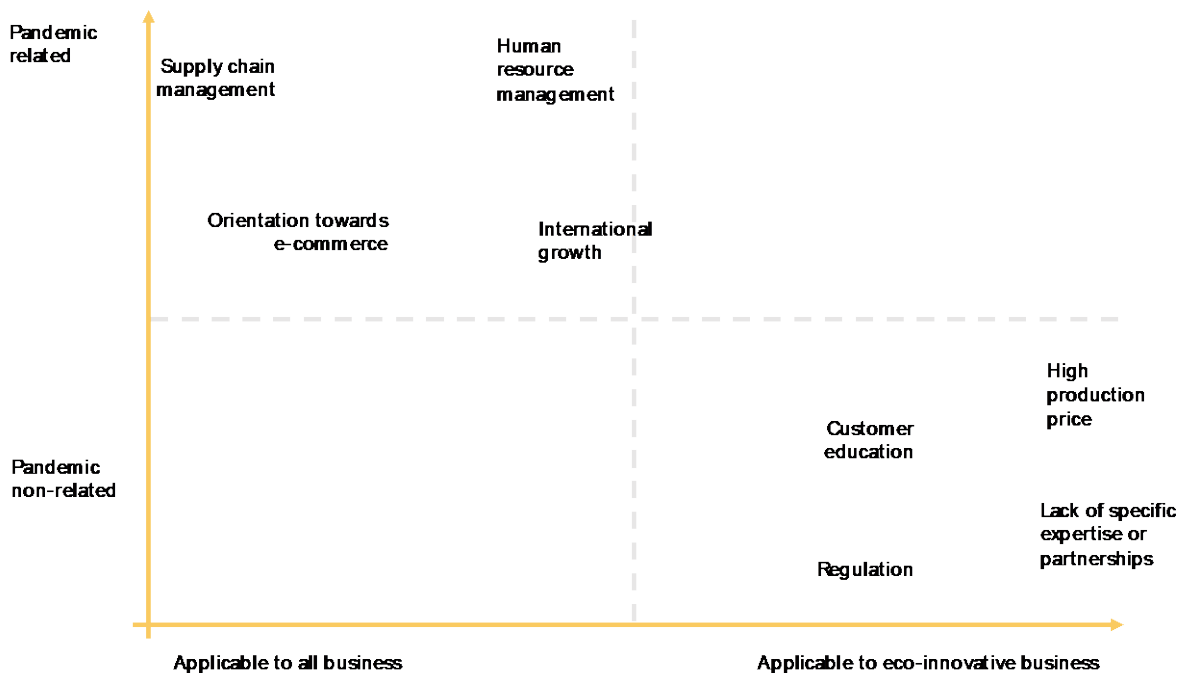 Pandemic
related
Supply chain
management
Human
resource
management
Orientation towards
e-commerce
International
growth
High
production
price
Customer
education
Pandemic
non-related
Lack of specific
expertise or
partnerships
Regulation
Applicable to all business
Applicable to eco-innovative business